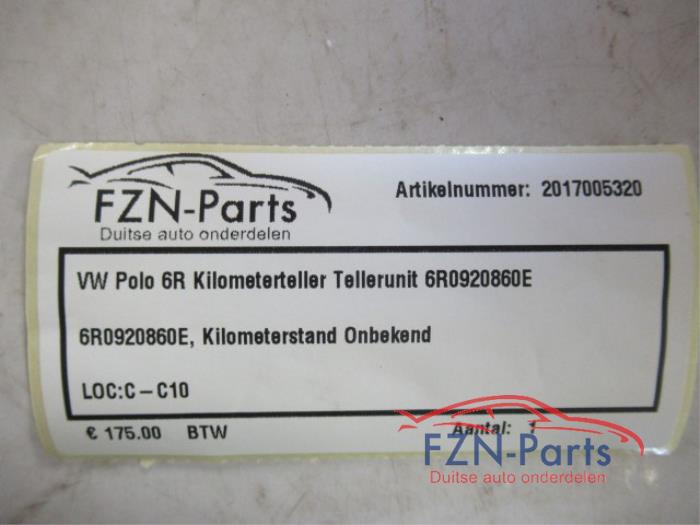 FZN-Parts
Duitse auto onderdelen
Artikelnummer: 2017005320
VW Polo 6R Kilometerteller Tellerunit 6R0920860E
6R0920860E, Kilometerstand Onbekend
LOC:C-C10
€ 175.00 BTW
Aantal: 1
FZN-Parts
Duitse auto onderdelen